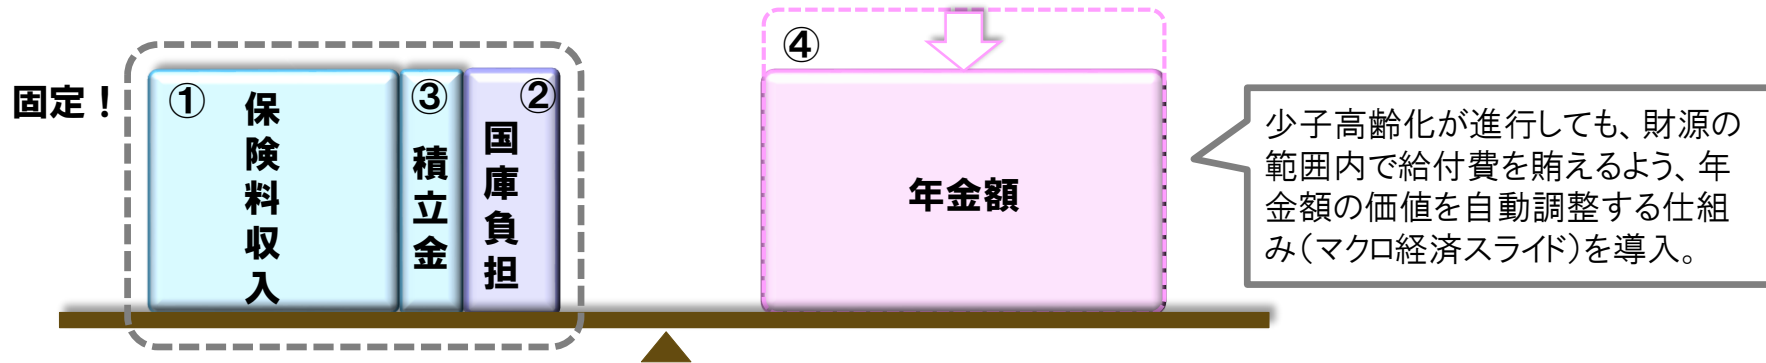 固定！
①
保険料収入
③
積立金
②
国庫負担
④
年金額
少子高齢化が進行しても、財源の
範囲内で給付費を賄えるよう、年
金額の価値を自動調整する仕組
み（マクロ経済スライド）を導入。